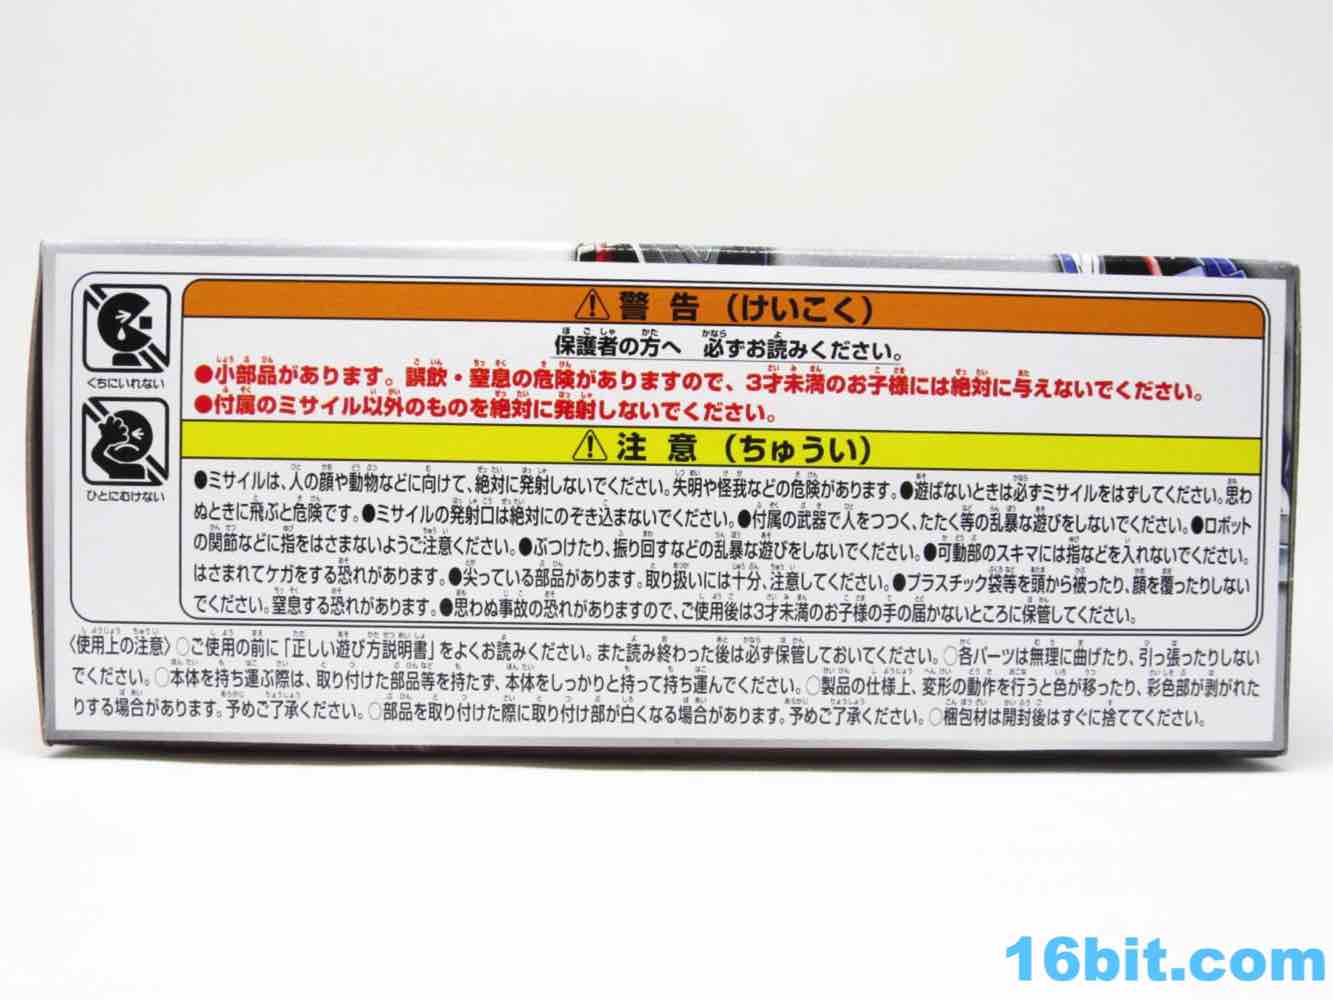 くちにいれない
ひとにむけない
⚠警告（けいこく）
保護者の方へ 必ずお読みください。
●小部品があります。誤飲・窒息の危険がありますので、3才未満のお子様には絶対に与えないでください。
●付属のミサイル以外のものを絶対に発射しないでください。
⚠注意（ちゅうい）
●ミサイルは、人の顔や動物などに向けて、絶対に発射しないでください。失明や怪我などの危険があります。●遊ばないときは必ずミサイルをはずしてください。思わ
ぬときに飛ぶと危険です。●ミサイルの発射口は絶対にのぞき込まないでください。●付属の武器で人をつつく、たたく等の乱暴な遊びをしないでください。●ロボット
の関節などに指をはさまないようご注意ください。●ぶつけたり、振り回すなどの乱暴な遊びをしないでください。●可動部のスキマには指などを入れないでください。
はさまれてケガをする恐れがあります。●尖っている部品があります。取り扱いには十分、注意してください。●プラスチック袋等を頭から被ったり、顔を覆ったりしない
でください。窒息する恐れがあります。●思わぬ事故の恐れがありますので、ご使用後は3才未満のお子様の手の届かないところに保管してください。
〈使用上の注意〉○ご使用の前に「正しい遊び方説明書」をよくお読みください。また読み終わった後は必ず保管しておいてください。○各パーツは無理に曲げたり、引っ張ったりしない
でください。○本体を持ち運ぶ際は、取り付けた部品等を持たず、本体をしっかりと持って持ち運んでください。○製品の仕様上、変形の動作を行うと色が移ったり、彩色部が剥がれた
りする場合があります。予めご了承ください。○部品を取り付けた際に取り付け部が白くなる場合があります。予めご了承ください。○梱包材は開封後はすぐに捨ててください。
16bit.com